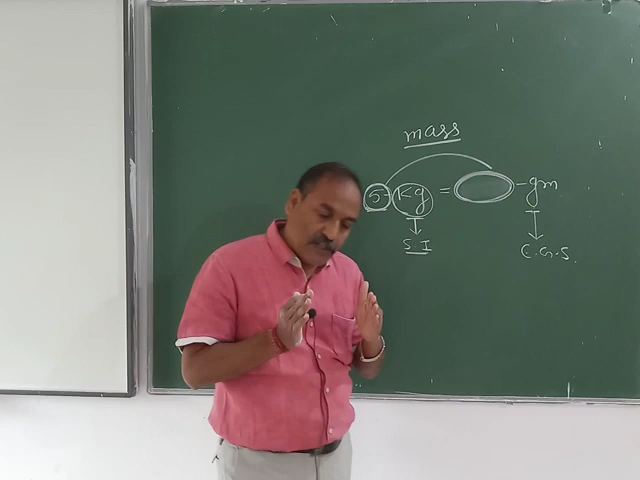 mass
5-Kg = -gm
S.I C.G.S.